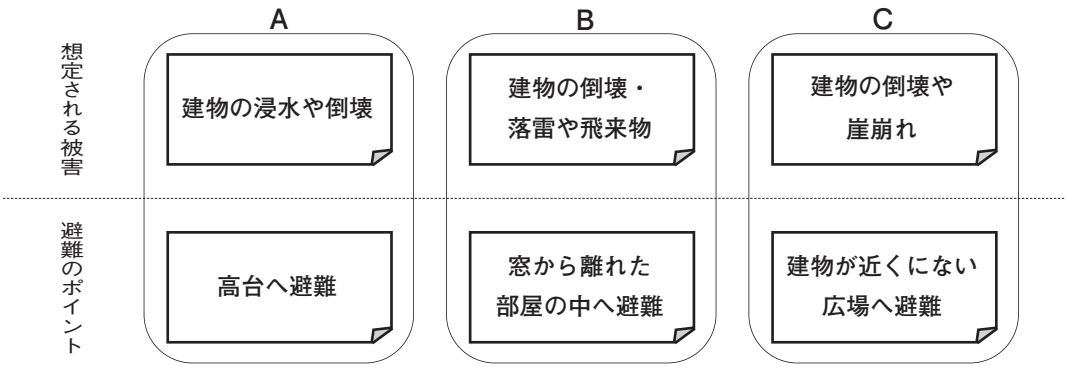 A
B
C
想定される被害
建物の浸水や倒壊
建物の倒壊・
落雷や飛来物
建物の倒壊や
崖崩れ
避難のポイント
高台へ避難
窓から離れた
部屋の中へ避難
建物が近くにない
広場へ避難